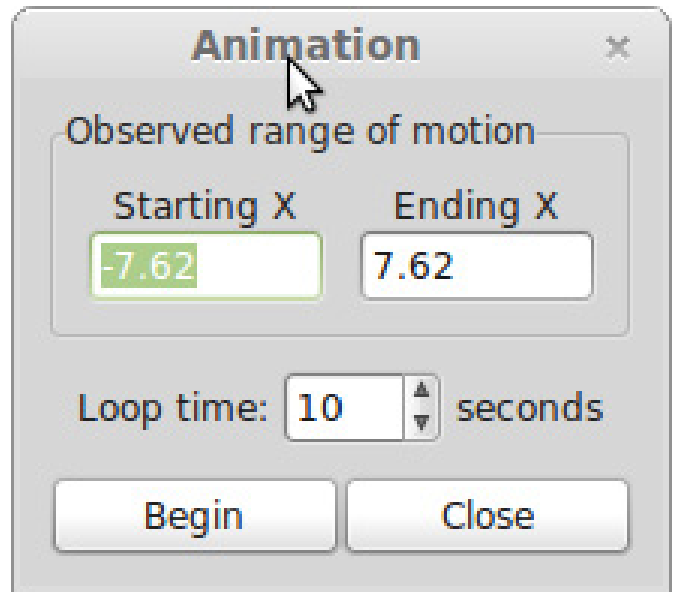 Animation
Observed range of motion
Starting X Ending X
-7.62 7.62
Loop time: 10 seconds
Begin Close